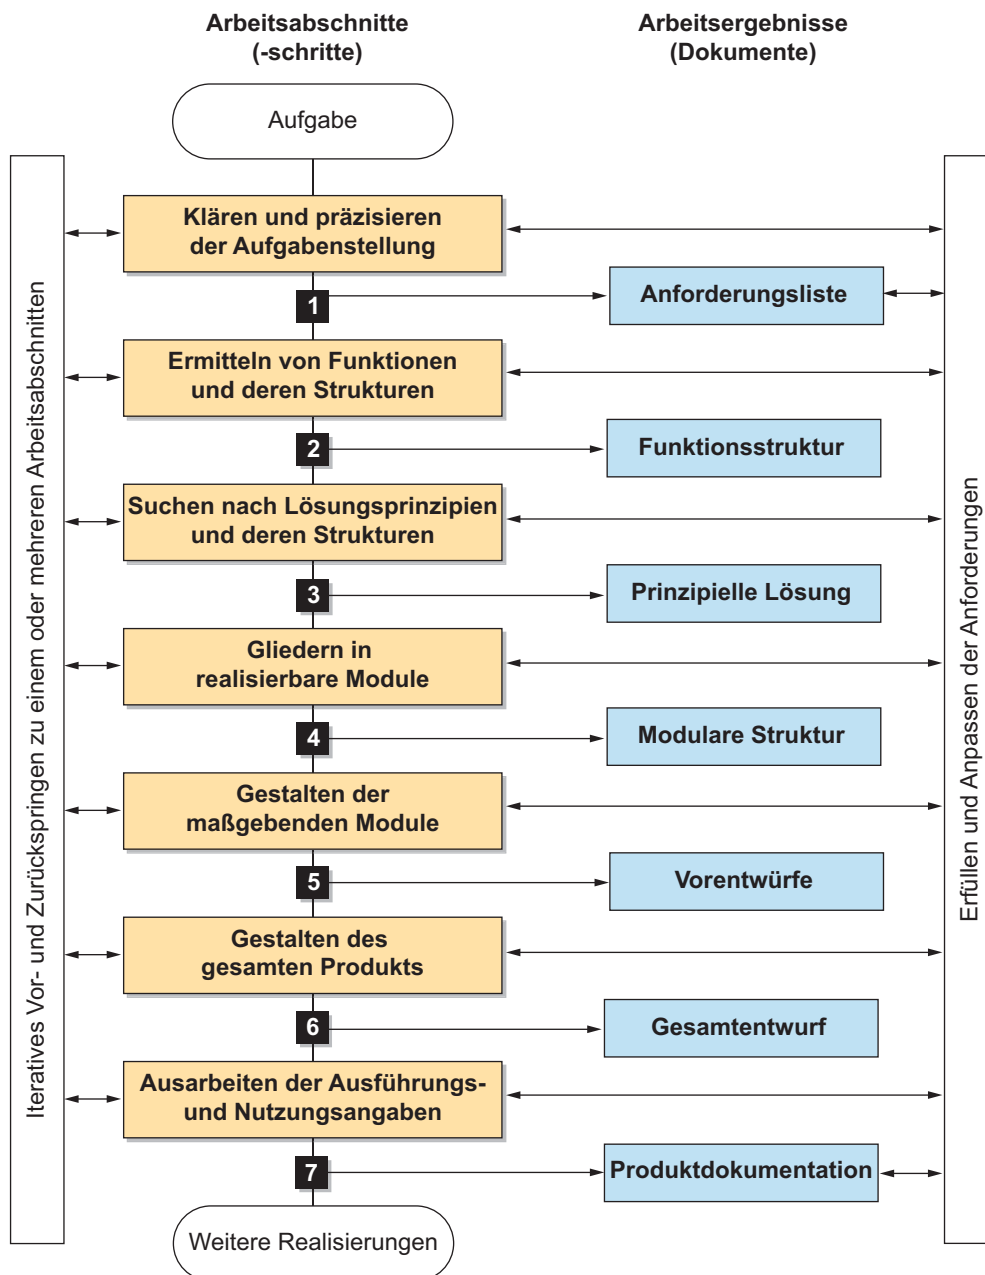 Arbeitsabschnitte
(-schritte)
Arbeitsergebnisse
(Dokumente)
Aufgabe
Iteratives Vor- und Zurückspringen zu einem oder mehreren Arbeitsabschnitten
Klären und präzisieren
der Aufgabenstellung
1
Anforderungsliste
Ermitteln von Funktionen
und deren Strukturen
2
Funktionsstruktur
Suchen nach Lösungsprinzipien
und deren Strukturen
3
Prinzipielle Lösung
Gliedern in
realisierbare Module
4
Modulare Struktur
Gestalten der
maßgebenden Module
5
Vorentwürfe
Gestalten des
gesamten Produkts
6
Gesamtentwurf
Ausarbeiten der Ausführungs-
und Nutzungsangaben
7
Produktdokumentation
Weitere Realisierungen
Erfüllen und Anpassen der Anforderungen